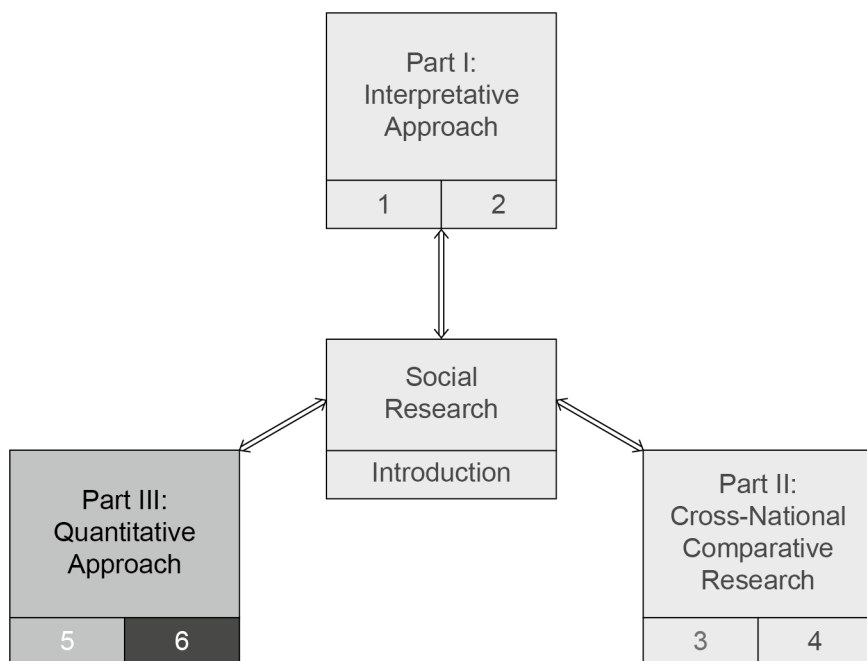 Part I:
Interpretative
Approach
1 2
Social
Research
Introduction
Part III:
Quantitative
Approach
5 6
Part II:
Cross-National
Comparative
Research
3 4